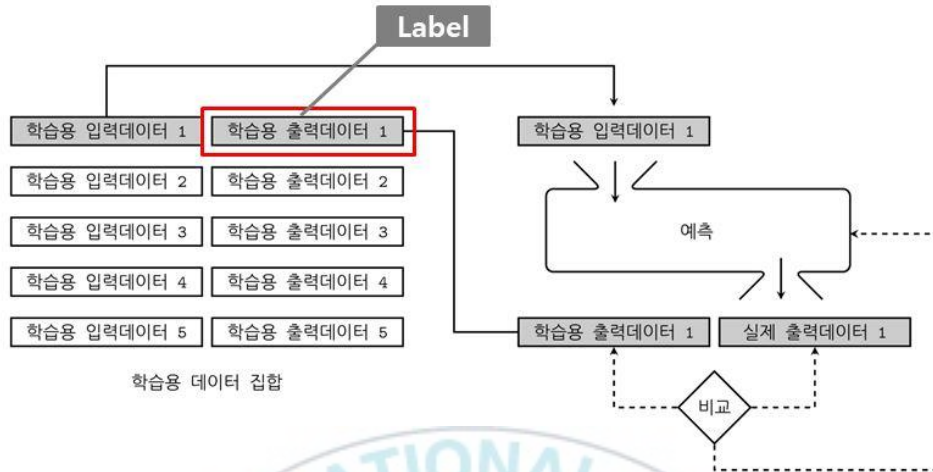 Label
학습용 입력데이터 1 학습용 출력데이터 1 학습용 입력데이터 1
학습용 입력데이터 2 학습용 출력데이터 2
학습용 입력데이터 3 학습용 출력데이터 3 예측
학습용 입력데이터 4 학습용 출력데이터 4
학습용 입력데이터 5 학습용 출력데이터 5 학습용 출력데이터 1 실제 출력데이터 1
학습용 데이터 집합
비교
ATIONA